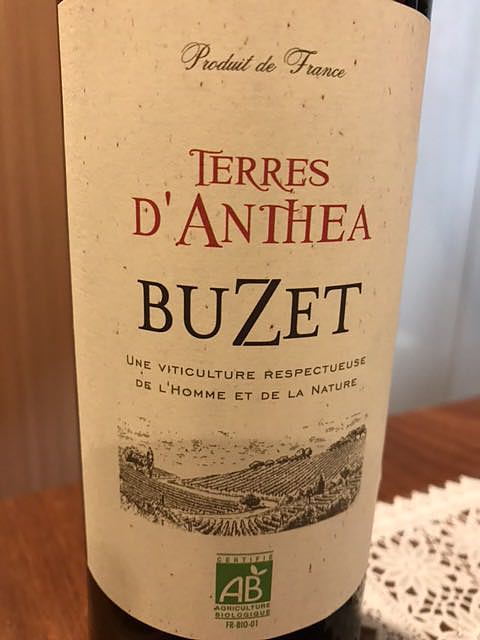 Produit de France
TERRES
D'ANTHEA
BUZET
UNE VITICULTURE RESPECTUEUSE
DE L'HOMME ET DE LA NATURE
CERTIFIÉ
AB
AGRICULTURE
BIOLOGIQUE
FR-BIO-01